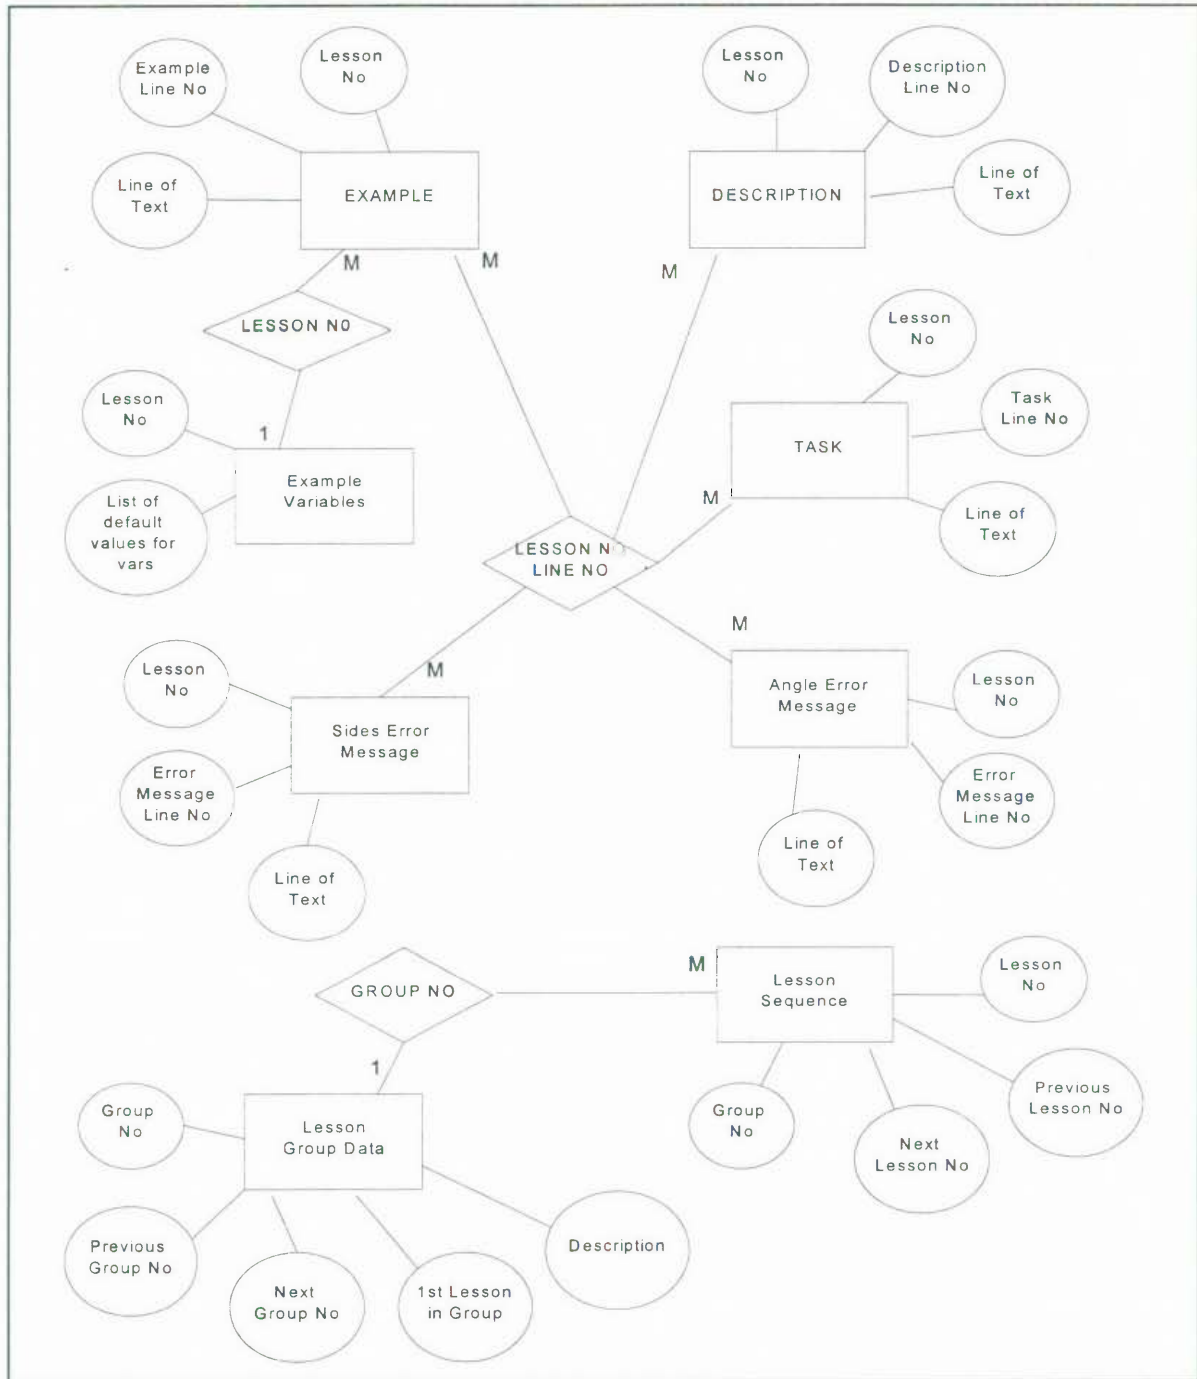 Example
Line No
Lesson
No
Line of
Text
EXAMPLE
M
M
LESSON N0
Lesson
No
1
List of
default
values for
vars
Example
Variables
Lesson
No
Description
Line No
DESCRIPTION
Line of
Text
M
Lesson
No
TASK
Task
Line No
M
Line of
Text
LESSON NO
LINE NO
M
M
Lesson
No
Sides Error
Message
Error
Message
Line No
Line of
Text
Angle Error
Message
Lesson
No
Error
Message
Line No
Line of
Text
GROUP NO
M
Lesson
Sequence
Lesson
No
Previous
Lesson No
Group
No
Next
Lesson No
1
Group
No
Lesson
Group Data
Previous
Group No
Next
Group No
1st Lesson
in Group
Description